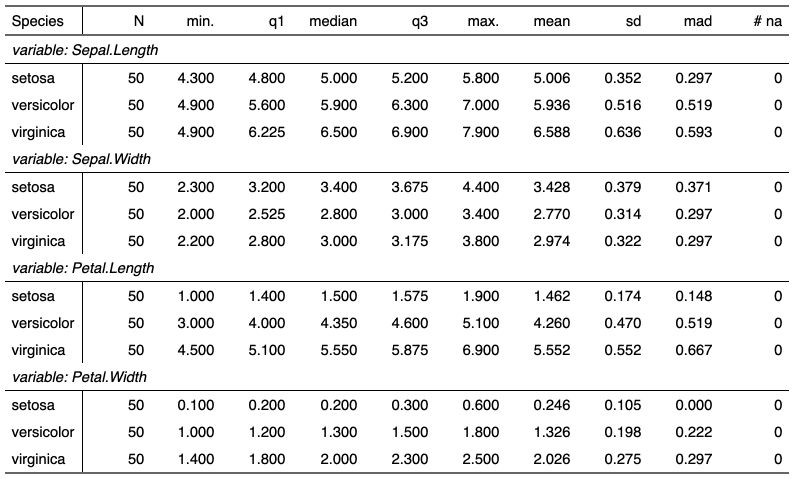 Species N min. q1 median q3 max. mean sd mad # na
variable: Sepal.Length
setosa 50 4.300 4.800 5.000 5.200 5.800 5.006 0.352 0.297 0
versicolor 50 4.900 5.600 5.900 6.300 7.000 5.936 0.516 0.519 0
virginica 50 4.900 6.225 6.500 6.900 7.900 6.588 0.636 0.593 0
variable: Sepal.Width
setosa 50 2.300 3.200 3.400 3.675 4.400 3.428 0.379 0.371 0
versicolor 50 2.000 2.525 2.800 3.000 3.400 2.770 0.314 0.297 0
virginica 50 2.200 2.800 3.000 3.175 3.800 2.974 0.322 0.297 0
variable: Petal.Length
setosa 50 1.000 1.400 1.500 1.575 1.900 1.462 0.174 0.148 0
versicolor 50 3.000 4.000 4.350 4.600 5.100 4.260 0.470 0.519 0
virginica 50 4.500 5.100 5.550 5.875 6.900 5.552 0.552 0.667 0
variable: Petal.Width
setosa 50 0.100 0.200 0.200 0.300 0.600 0.246 0.105 0.000 0
versicolor 50 1.000 1.200 1.300 1.500 1.800 1.326 0.198 0.222 0
virginica 50 1.400 1.800 2.000 2.300 2.500 2.026 0.275 0.297 0